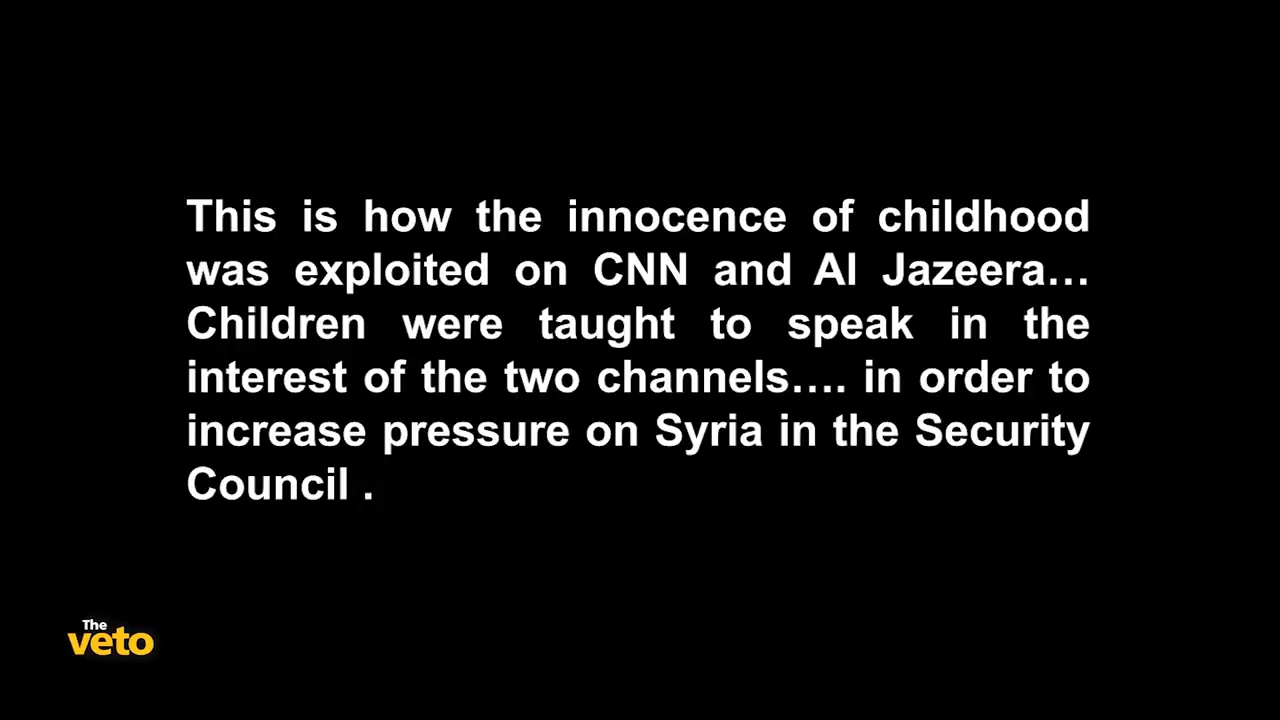 This is how the innocence of childhood
was exploited on CNN and Al Jazeera…
Children were taught to speak in the
interest of the two channels…. in order to
increase pressure on Syria in the Security
Council .
The
veto